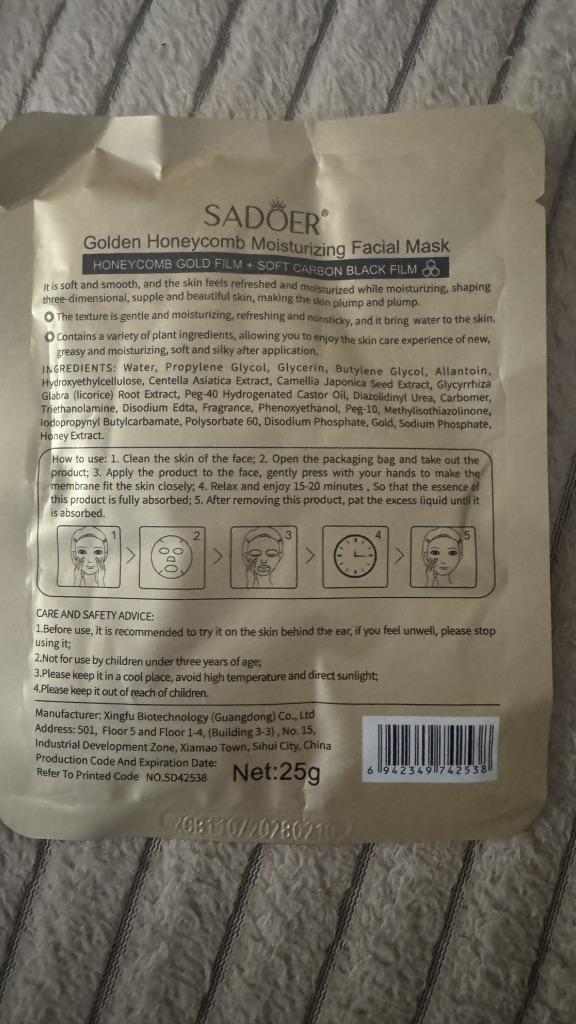 SADOER®
Golden Honeycomb Moisturizing Facial Mask
HONEYCOMB GOLD FILM + SOFT CARBON BLACK FILM
It is soft and smooth, and the skin feels refreshed and moisturized while moisturizing, shaping
three-dimensional, supple and beautiful skin, making the skin plump and plump.
The texture is gentle and moisturizing, refreshing and nonsticky, and it bring water to the skin.
Contains a variety of plant ingredients, allowing you to enjoy the skin care experience of new,
greasy and moisturizing, soft and silky after application.
INGREDIENTS: Water, Propylene Glycol, Glycerin, Butylene Glycol, Allantoin,
Hydroxyethylcellulose, Centella Asiatica Extract, Camellia Japonica Seed Extract, Glycyrrhiza
Glabra (licorice) Root Extract, Peg-40 Hydrogenated Castor Oil, Diazolidinyl Urea, Carbomer,
Triethanolamine, Disodium Edta, Fragrance, Phenoxyethanol, Peg-10, Methylisothiazolinone,
Iodopropynyl Butylcarbamate, Polysorbate 60, Disodium Phosphate, Gold, Sodium Phosphate,
Honey Extract.
How to use: 1. Clean the skin of the face; 2. Open the packaging bag and take out the
product; 3. Apply the product to the face, gently press with your hands to make the
membrane fit the skin closely; 4. Relax and enjoy 15-20 minutes , So that the essence of
this product is fully absorbed; 5. After removing this product, pat the excess liquid until it
is absorbed.
1 2 3 4 5
CARE AND SAFETY ADVICE:
1.Before use, it is recommended to try it on the skin behind the ear, if you feel unwell, please stop
using it;
2.Not for use by children under three years of age;
3.Please keep it in a cool place, avoid high temperature and direct sunlight;
4.Please keep it out of reach of children.
Manufacturer: Xingfu Biotechnology (Guangdong) Co., Ltd
Address: 501, Floor 5 and Floor 1-4, (Building 3-3) , No. 15,
Industrial Development Zone, Xiamao Town, Sihui City, China
Production Code And Expiration Date:
Refer To Printed Code NO.SD42538
Net:25g
6 942349 742538